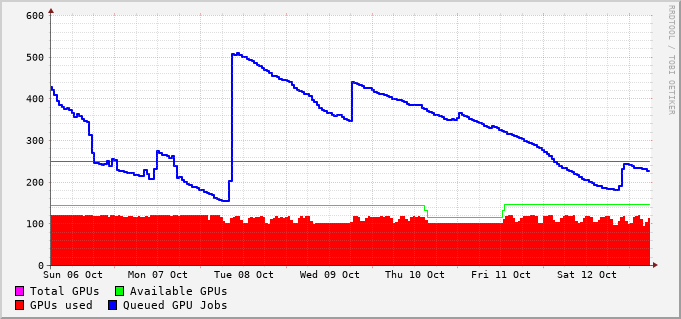 600
500
400
300
200
100
0
Sun 06 Oct Mon 07 Oct Tue 08 Oct Wed 09 Oct Thu 10 Oct Fri 11 Oct Sat 12 Oct
Total GPUs Available GPUs
GPUs used Queued GPU Jobs
RRDTOOL / TOBI OETIKER